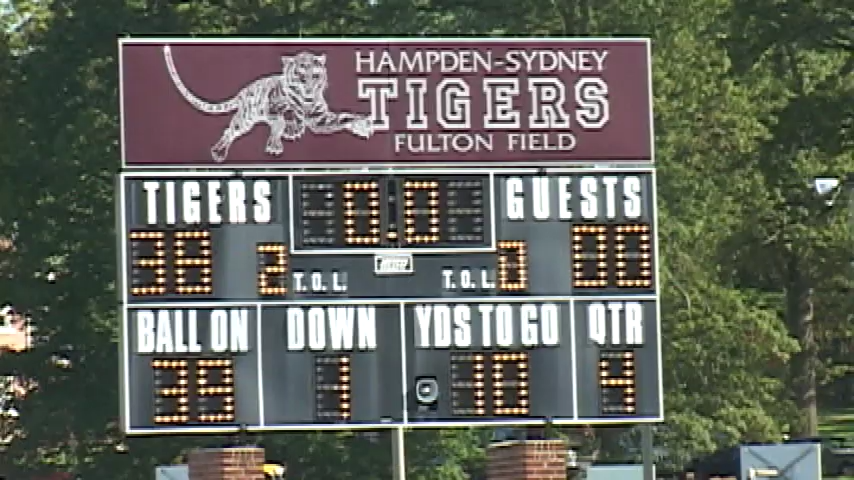 HAMPDEN-SYDNEY
TIGERS
FULTON FIELD
TIGERS 0.0 GUESTS
38 2 T.O.L. T.O.L. 0 00
BALL ON DOWN YDS TO GO QTR
39 1 10 4